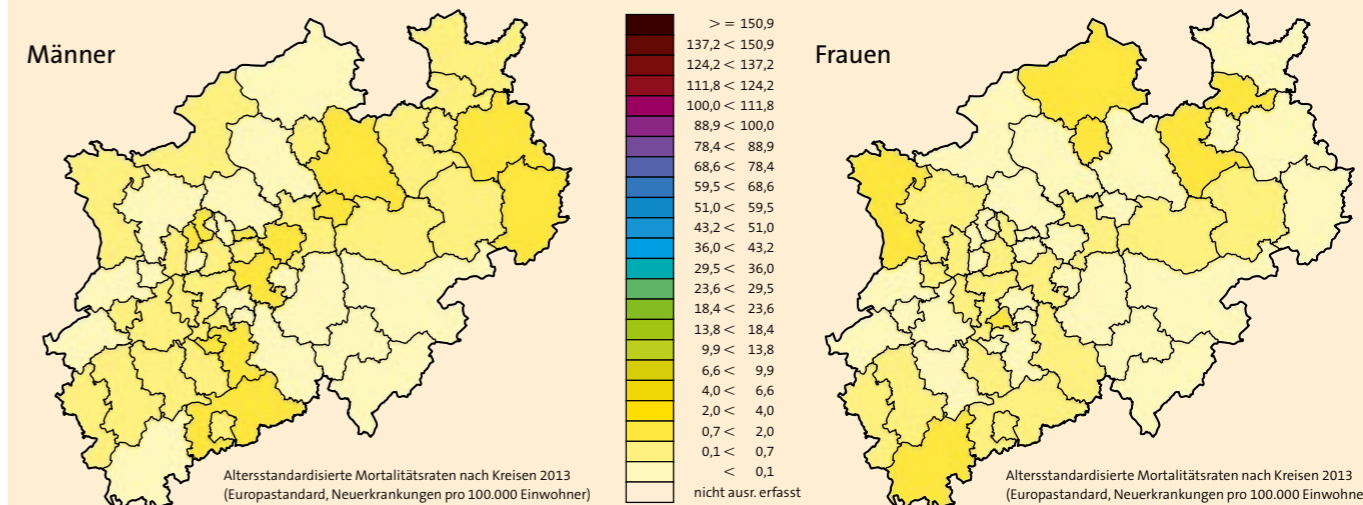 Männer
> = 150,9
137,2 < 150,9
124,2 < 137,2
111,8 < 124,2
100,0 < 111,8
88,9 < 100,0
78,4 < 88,9
68,6 < 78,4
59,5 < 68,6
51,0 < 59,5
43,2 < 51,0
36,0 < 43,2
29,5 < 36,0
23,6 < 29,5
18,4 < 23,6
13,8 < 18,4
9,9 < 13,8
6,6 < 9,9
4,0 < 6,6
2,0 < 4,0
0,7 < 2,0
0,1 < 0,7
< 0,1
nicht ausr. erfasst
Altersstandardisierte Mortalitätsraten nach Kreisen 2013
(Europastandard, Neuerkrankungen pro 100.000 Einwohner)
Frauen
Altersstandardisierte Mortalitätsraten nach Kreisen 2013
(Europastandard, Neuerkrankungen pro 100.000 Einwohne